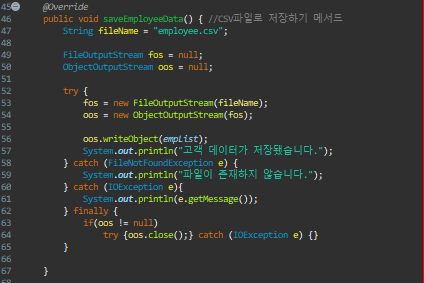 45 @Override
46 public void saveEmployeeData() { //CSV파일로 저장하기 메서드
47 String fileName = "employee.csv";
48
49 FileOutputStream fos = null;
50 ObjectOutputStream oos = null;
51
52 try {
53 fos = new FileOutputStream(fileName);
54 oos = new ObjectOutputStream(fos);
55
56 oos.writeObject(empList);
57 System.out.println("고객 데이터가 저장됐습니다.");
58 } catch (FileNotFoundException e) {
59 System.out.println("파일이 존재하지 않습니다.");
60 } catch (IOException e){
61 System.out.println(e.getMessage());
62 } finally {
63 if(oos != null)
64 try {oos.close();} catch (IOException e) {}
65 }
66
67 }
68